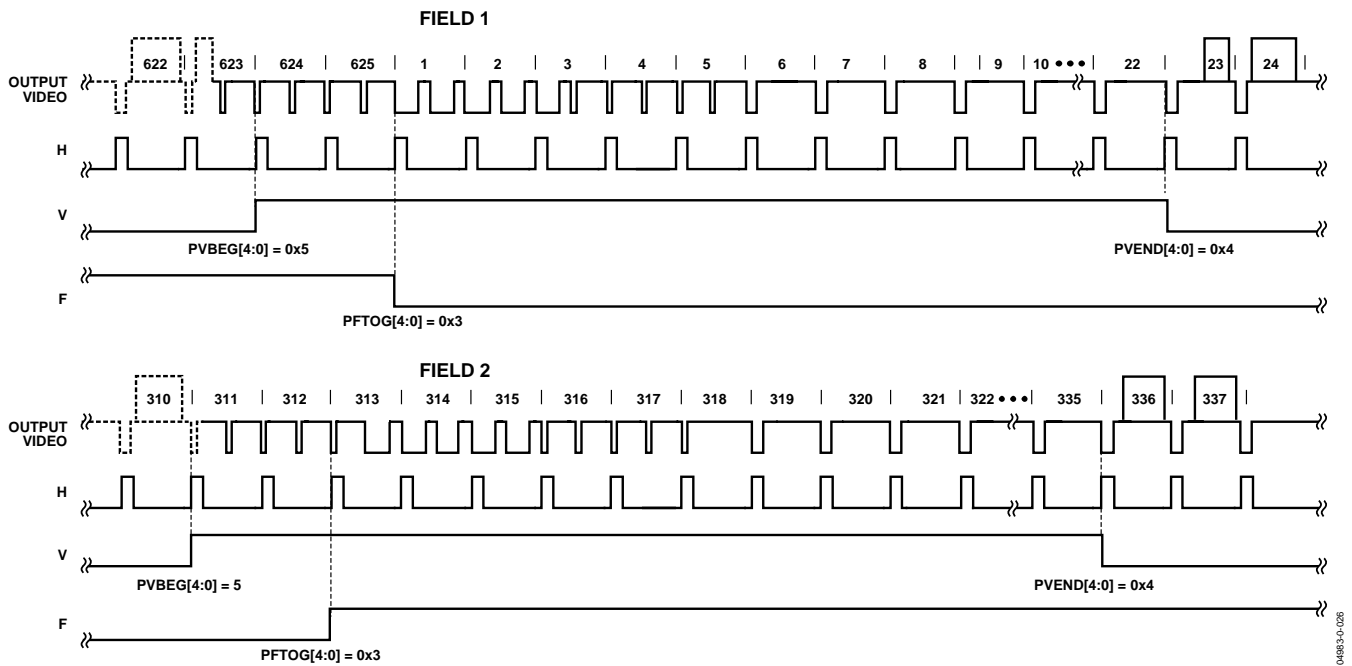 FIELD 1
622 623 624 625 1 2 3 4 5 6 7 8 9 10 ••• 22 23 24
OUTPUT
VIDEO
H
V
PVBEG[4:0] = 0x5 PVEND[4:0] = 0x4
F
PFTOG[4:0] = 0x3
FIELD 2
310 311 312 313 314 315 316 317 318 319 320 321 322 ••• 335 336 337
OUTPUT
VIDEO
H
V
PVBEG[4:0] = 5 PVEND[4:0] = 0x4
F
PFTOG[4:0] = 0x3
04983-0-026